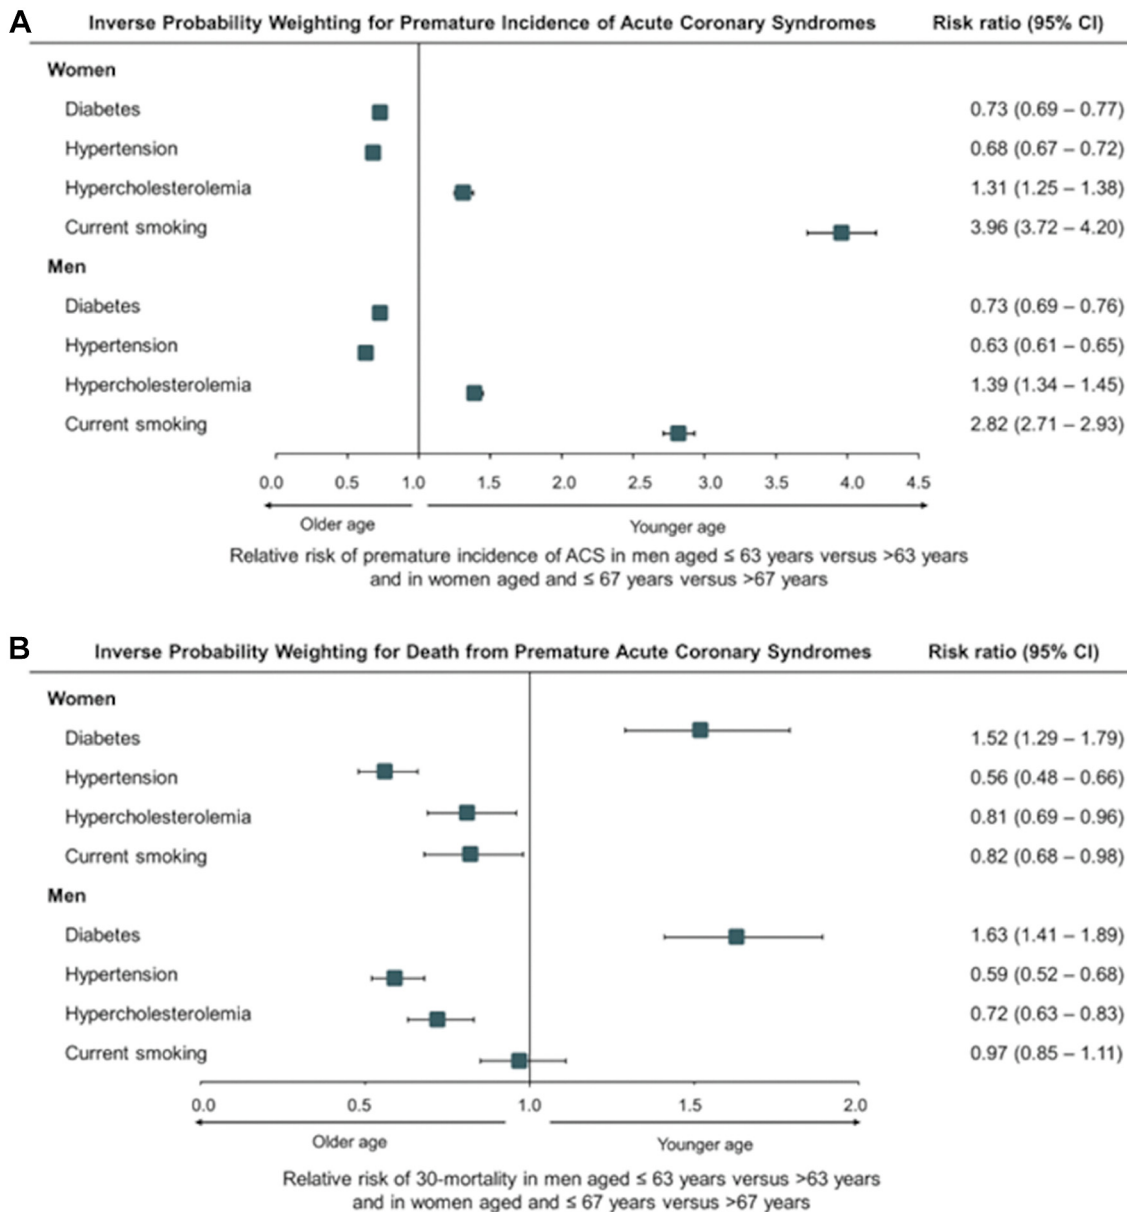 A Inverse Probability Weighting for Premature Incidence of Acute Coronary Syndromes Risk ratio (95% CI)
Women
Diabetes 0.73 (0.69 – 0.77)
Hypertension 0.68 (0.67 – 0.72)
Hypercholesterolemia 1.31 (1.25 – 1.38)
Current smoking 3.96 (3.72 – 4.20)
Men
Diabetes 0.73 (0.69 – 0.76)
Hypertension 0.63 (0.61 – 0.65)
Hypercholesterolemia 1.39 (1.34 – 1.45)
Current smoking 2.82 (2.71 – 2.93)
0.0 0.5 1.0 1.5 2.0 2.5 3.0 3.5 4.0 4.5
Older age Younger age
Relative risk of premature incidence of ACS in men aged ≤ 63 years versus >63 years
and in women aged and ≤ 67 years versus >67 years
B Inverse Probability Weighting for Death from Premature Acute Coronary Syndromes Risk ratio (95% CI)
Women
Diabetes 1.52 (1.29 – 1.79)
Hypertension 0.56 (0.48 – 0.66)
Hypercholesterolemia 0.81 (0.69 – 0.96)
Current smoking 0.82 (0.68 – 0.98)
Men
Diabetes 1.63 (1.41 – 1.89)
Hypertension 0.59 (0.52 – 0.68)
Hypercholesterolemia 0.72 (0.63 – 0.83)
Current smoking 0.97 (0.85 – 1.11)
0.0 0.5 1.0 1.5 2.0
Older age Younger age
Relative risk of 30-mortality in men aged ≤ 63 years versus >63 years
and in women aged and ≤ 67 years versus >67 years